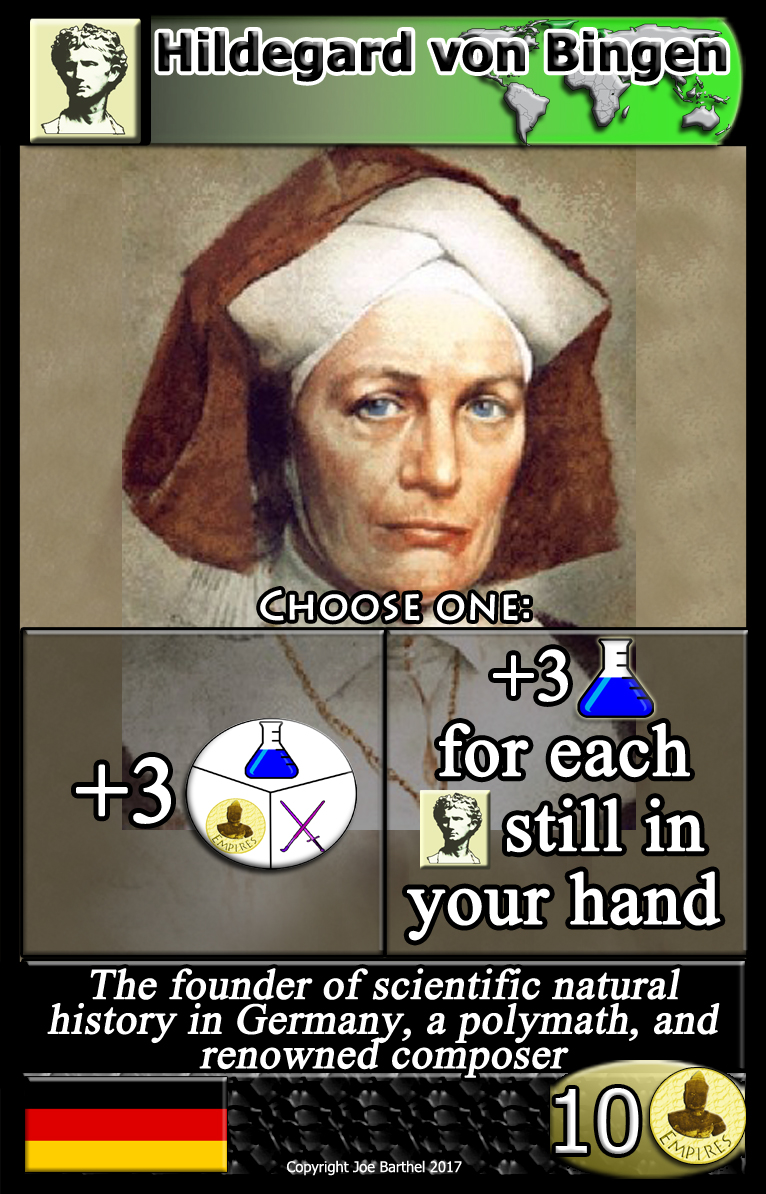 Hildegard von Bingen
CHOOSE ONE:
+3
EMPIRES
+3
for each
still in
your hand
The founder of scientific natural
history in Germany, a polymath, and
renowned composer
10
EMPIRES
Copyright Joe Barthel 2017